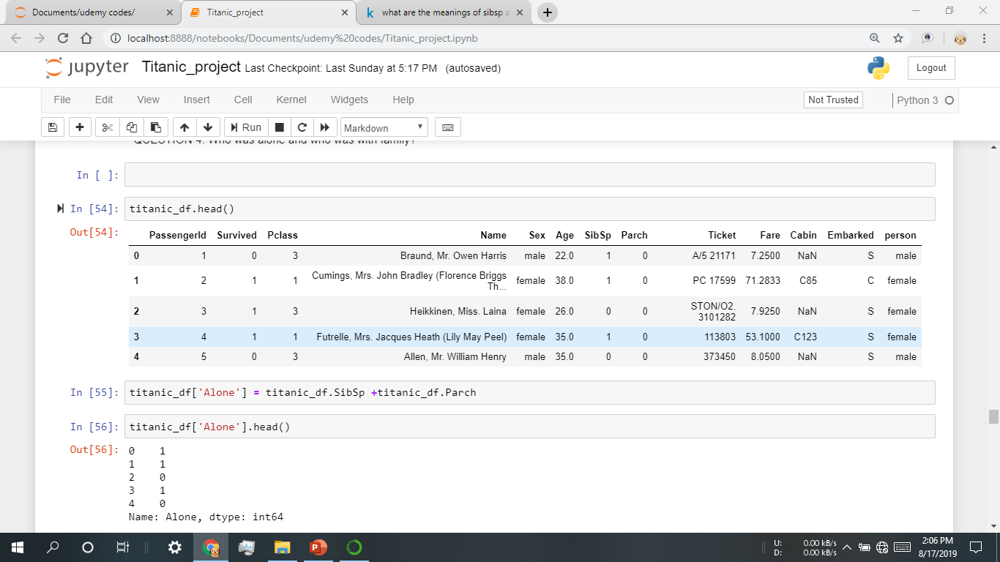 Documents/udemy codes/
Titanic_project
what are the meanings of sibsp a
localhost:8888/notebooks/Documents/udemy%20codes/Titanic_project.ipynb
jupyter Titanic_project Last Checkpoint: Last Sunday at 5:17 PM (autosaved)
Logout
File Edit View Insert Cell Kernel Widgets Help
Not Trusted
Python 3
Run
Markdown
QUESTION 4: Who was alone and who was with family?
In [ ]:
In [54]: titanic_df.head()
Out[54]:
PassengerId Survived Pclass Name Sex Age SibSp Parch Ticket Fare Cabin Embarked person
0 1 0 3 Braund, Mr. Owen Harris male 22.0 1 0 A/5 21171 7.2500 NaN S male
1 2 1 1 Cumings, Mrs. John Bradley (Florence Briggs
Th... female 38.0 1 0 PC 17599 71.2833 C85 C female
2 3 1 3 Heikkinen, Miss. Laina female 26.0 0 0 STON/O2.
3101282 7.9250 NaN S female
3 4 1 1 Futrelle, Mrs. Jacques Heath (Lily May Peel) female 35.0 1 0 113803 53.1000 C123 S female
4 5 0 3 Allen, Mr. William Henry male 35.0 0 0 373450 8.0500 NaN S male
In [55]: titanic_df['Alone'] = titanic_df.SibSp +titanic_df.Parch
In [56]: titanic_df['Alone'].head()
Out[56]:
0 1
1 1
2 0
3 1
4 0
Name: Alone, dtype: int64
U: 0.00 kB/s
D: 0.00 kB/s
2:06 PM
8/17/2019